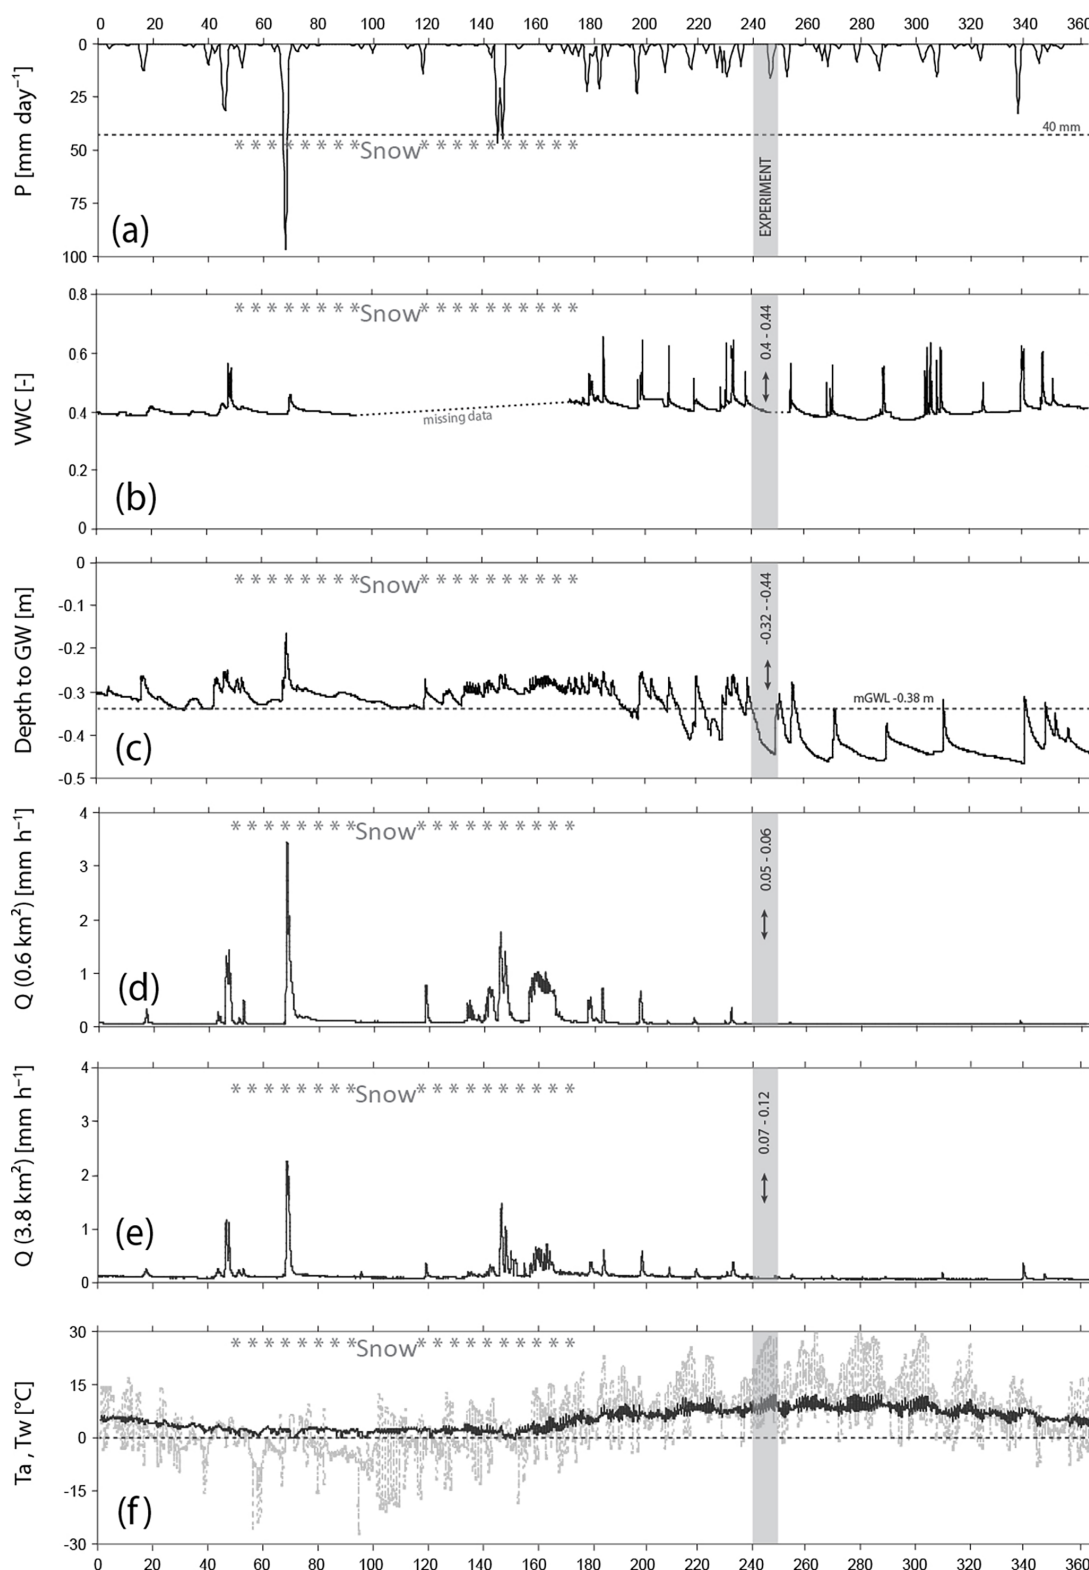 0 20 40 60 80 100 120 140 160 180 200 220 240 260 280 300 320 340 360
P [mm day⁻¹]
0
25
50
75
100
40 mm
* * * * * * * *Snow* * * * * * * * * *
EXPERIMENT
(a)
VWC [-]
0.8
0.6
0.4
0.2
0
* * * * * * * *Snow* * * * * * * * * *
0.4 - 0.44
missing data
(b)
Depth to GW [m]
0
-0.1
-0.2
-0.3
-0.4
-0.5
* * * * * * * *Snow* * * * * * * * * *
-0.32 - -0.44
mGWL -0.38 m
(c)
Q (0.6 km²) [mm h⁻¹]
4
3
2
1
0
* * * * * * * *Snow* * * * * * * * * *
0.05 - 0.06
(d)
Q (3.8 km²) [mm h⁻¹]
4
3
2
1
0
* * * * * * * *Snow* * * * * * * * * *
0.07 - 0.12
(e)
Ta , Tw [°C]
30
15
0
-15
-30
* * * * * * * *Snow* * * * * * * * * *
(f)
0 20 40 60 80 100 120 140 160 180 200 220 240 260 280 300 320 340 360